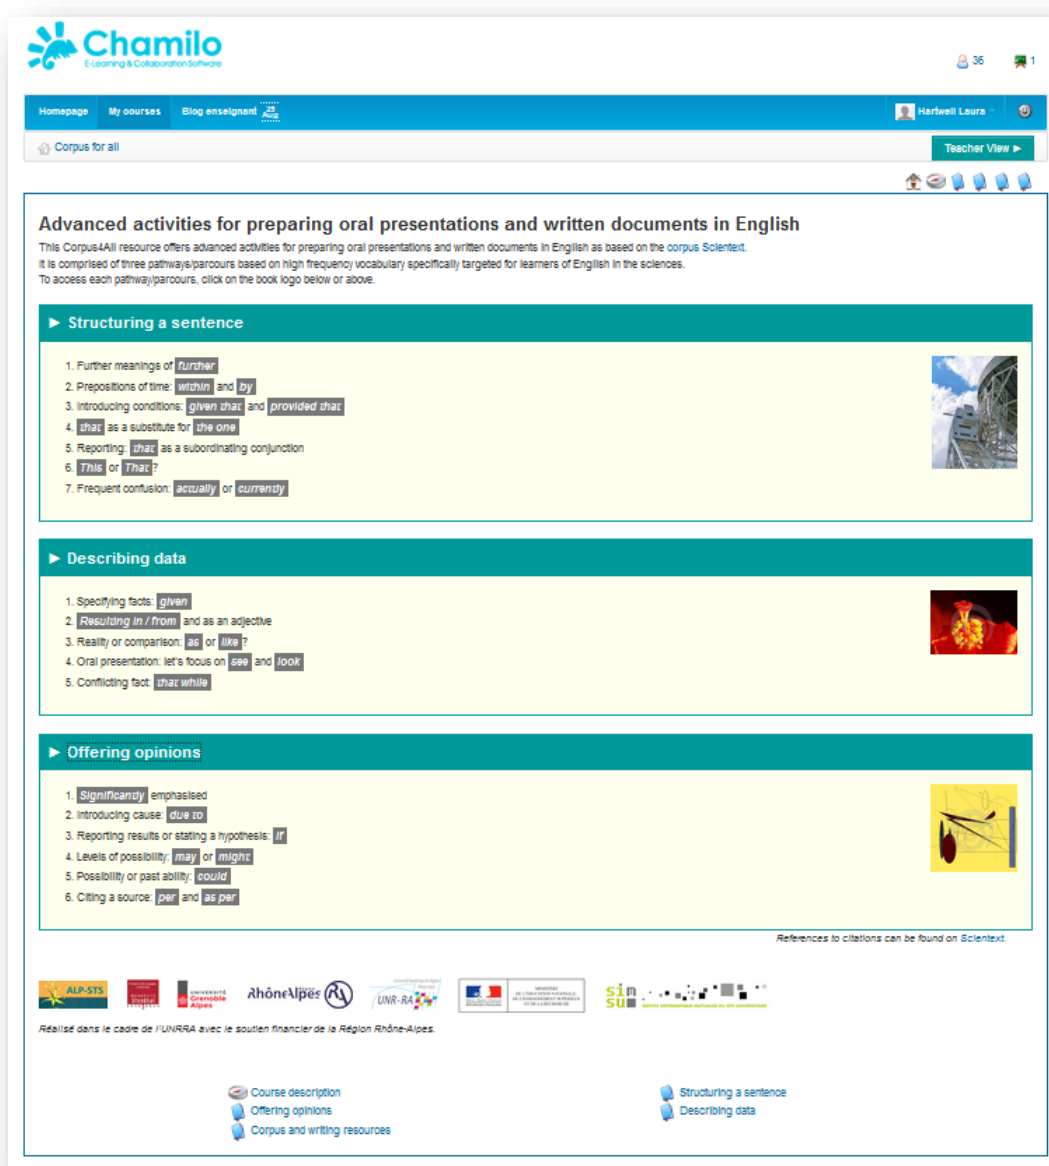 Chamilo
E-Learning & Collaboration Software
36
1
Homepage My courses Blog enseignant 25 Aug
Hartwell Laura
Corpus for all
Teacher View ►
Advanced activities for preparing oral presentations and written documents in English
This Corpus4All resource offers advanced activities for preparing oral presentations and written documents in English as based on the corpus Scientext.
It is comprised of three pathways/parcours based on high frequency vocabulary specifically targeted for learners of English in the sciences.
To access each pathway/parcours, click on the book logo below or above.
► Structuring a sentence
1. Further meanings of further
2. Prepositions of time: within and by
3. Introducing conditions: given that and provided that
4. that as a substitute for the one
5. Reporting: that as a subordinating conjunction
6. This or That?
7. Frequent confusion: actually or currently
► Describing data
1. Specifying facts: given
2. Resulting in / from and as an adjective
3. Reality or comparison: as or like?
4. Oral presentation: let's focus on see and look
5. Conflicting fact: that while
► Offering opinions
1. Significantly emphasised
2. Introducing cause: due to
3. Reporting results or stating a hypothesis: if
4. Levels of possibility: may or might
5. Possibility or past ability: could
6. Citing a source: per and as per
References to citations can be found on Scientext.
ALP-STS
UNIVERSITÉ Grenoble Alpes
RhôneAlpes RA
UNR-RA
simsu
Réalisé dans le cadre de l'UNRRA avec le soutien financier de la Région Rhône-Alpes.
Course description
Structuring a sentence
Offering opinions
Describing data
Corpus and writing resources